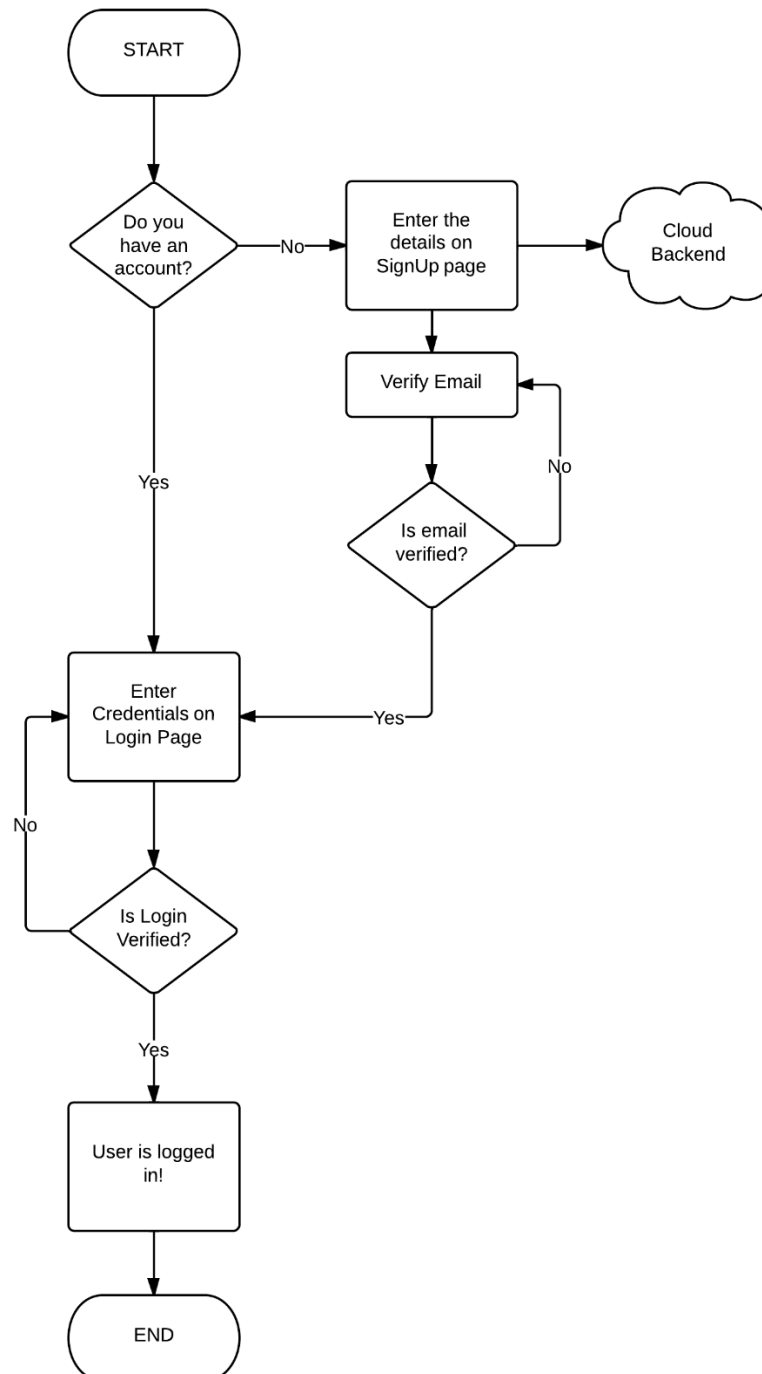 START
Do you
have an
account?
No
Enter the
details on
SignUp page
Cloud
Backend
Verify Email
No
Yes
Is email
verified?
Enter
Credentials on
Login Page
Yes
No
Is Login
Verified?
Yes
User is logged
in!
END